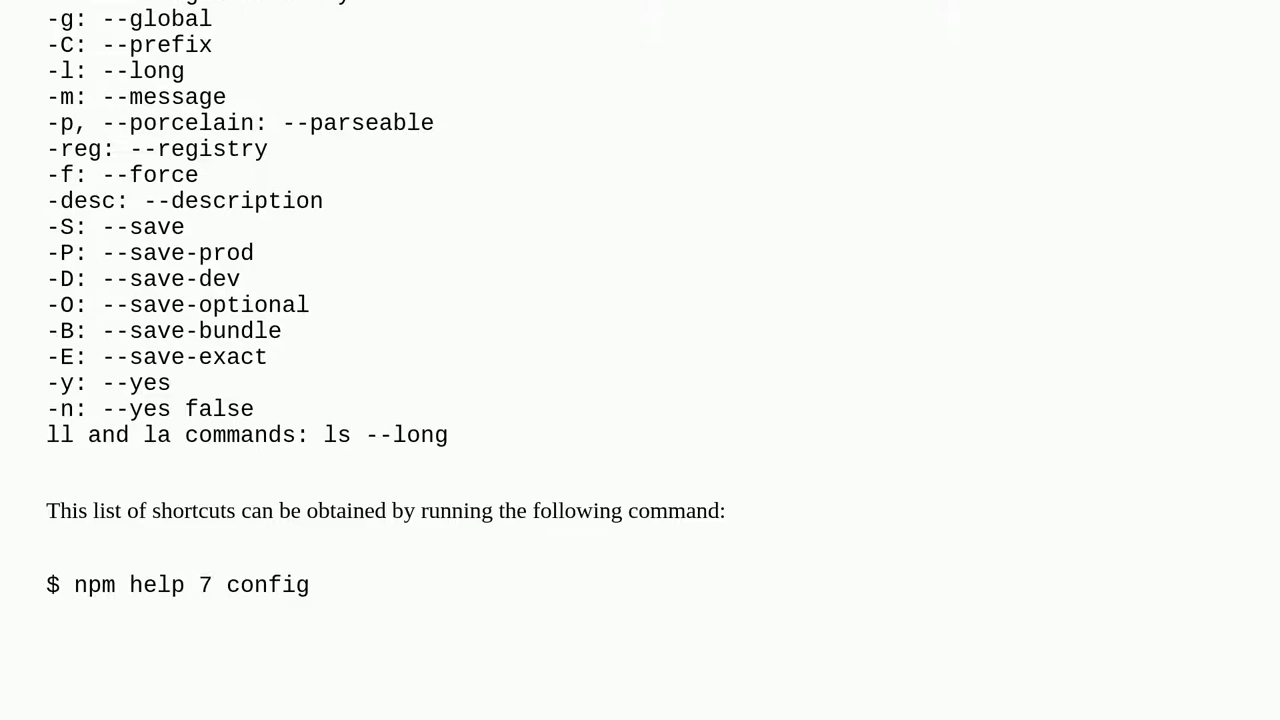 -g: --global
-C: --prefix
-l: --long
-m: --message
-p, --porcelain: --parseable
-reg: --registry
-f: --force
-desc: --description
-S: --save
-P: --save-prod
-D: --save-dev
-O: --save-optional
-B: --save-bundle
-E: --save-exact
-y: --yes
-n: --yes false
ll and la commands: ls --long
This list of shortcuts can be obtained by running the following command:
$ npm help 7 config